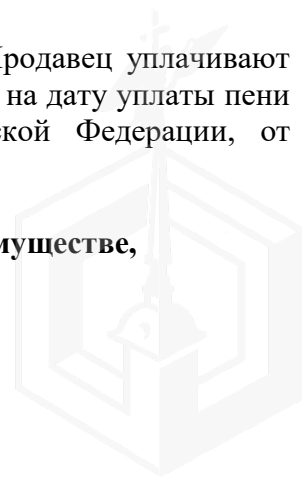 Продавец уплачивают
на дату уплаты пени
ской Федерации, от
муществе,